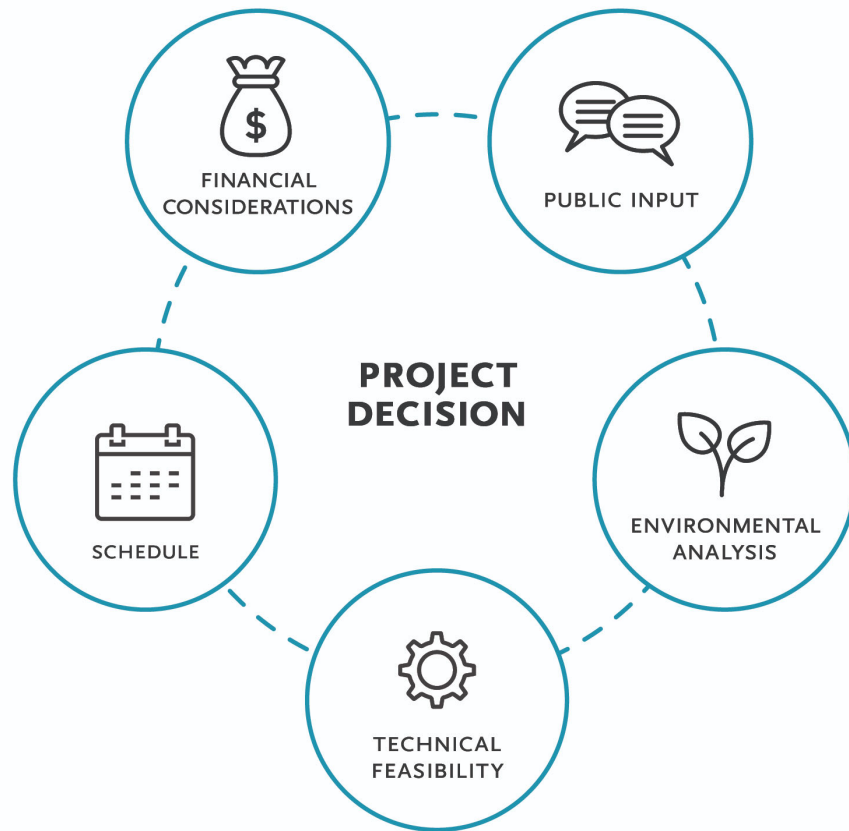 $
FINANCIAL
CONSIDERATIONS
PUBLIC INPUT
PROJECT
DECISION
SCHEDULE
ENVIRONMENTAL
ANALYSIS
TECHNICAL
FEASIBILITY